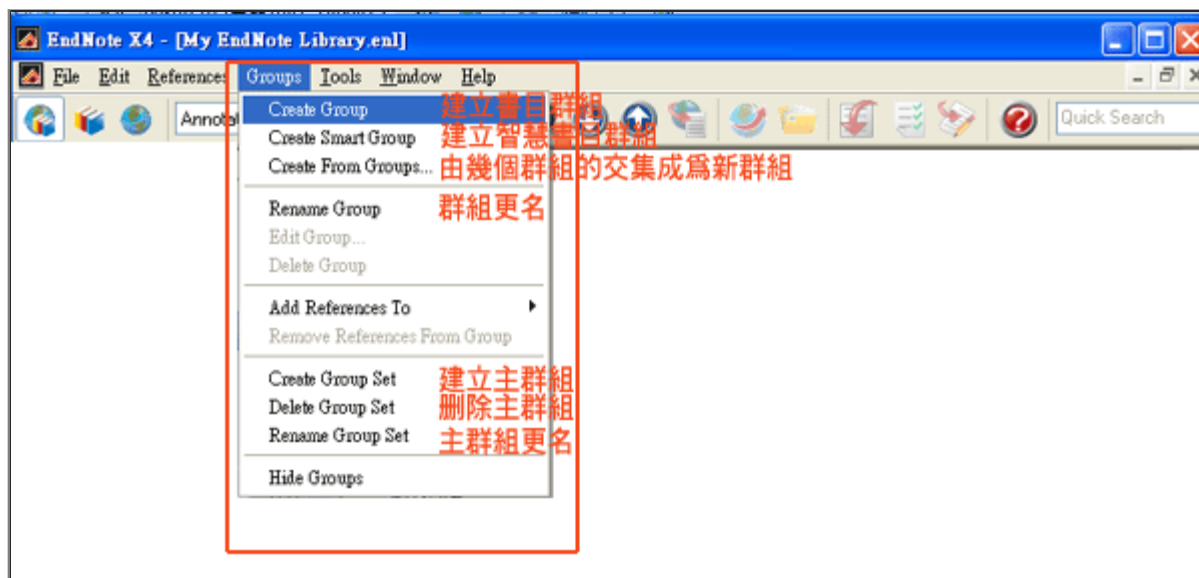 EndNote X4 - [My EndNote Library.enl]
File Edit References Groups Tools Window Help
Quick Search
Create Group 建立書目群組
Create Smart Group 建立智慧書目群組
Create From Groups... 由幾個群組的交集成爲新群組
Rename Group 群組更名
Edit Group...
Delete Group
Add References To
Remove References From Group
Create Group Set 建立主群組
Delete Group Set 刪除主群組
Rename Group Set 主群組更名
Hide Groups